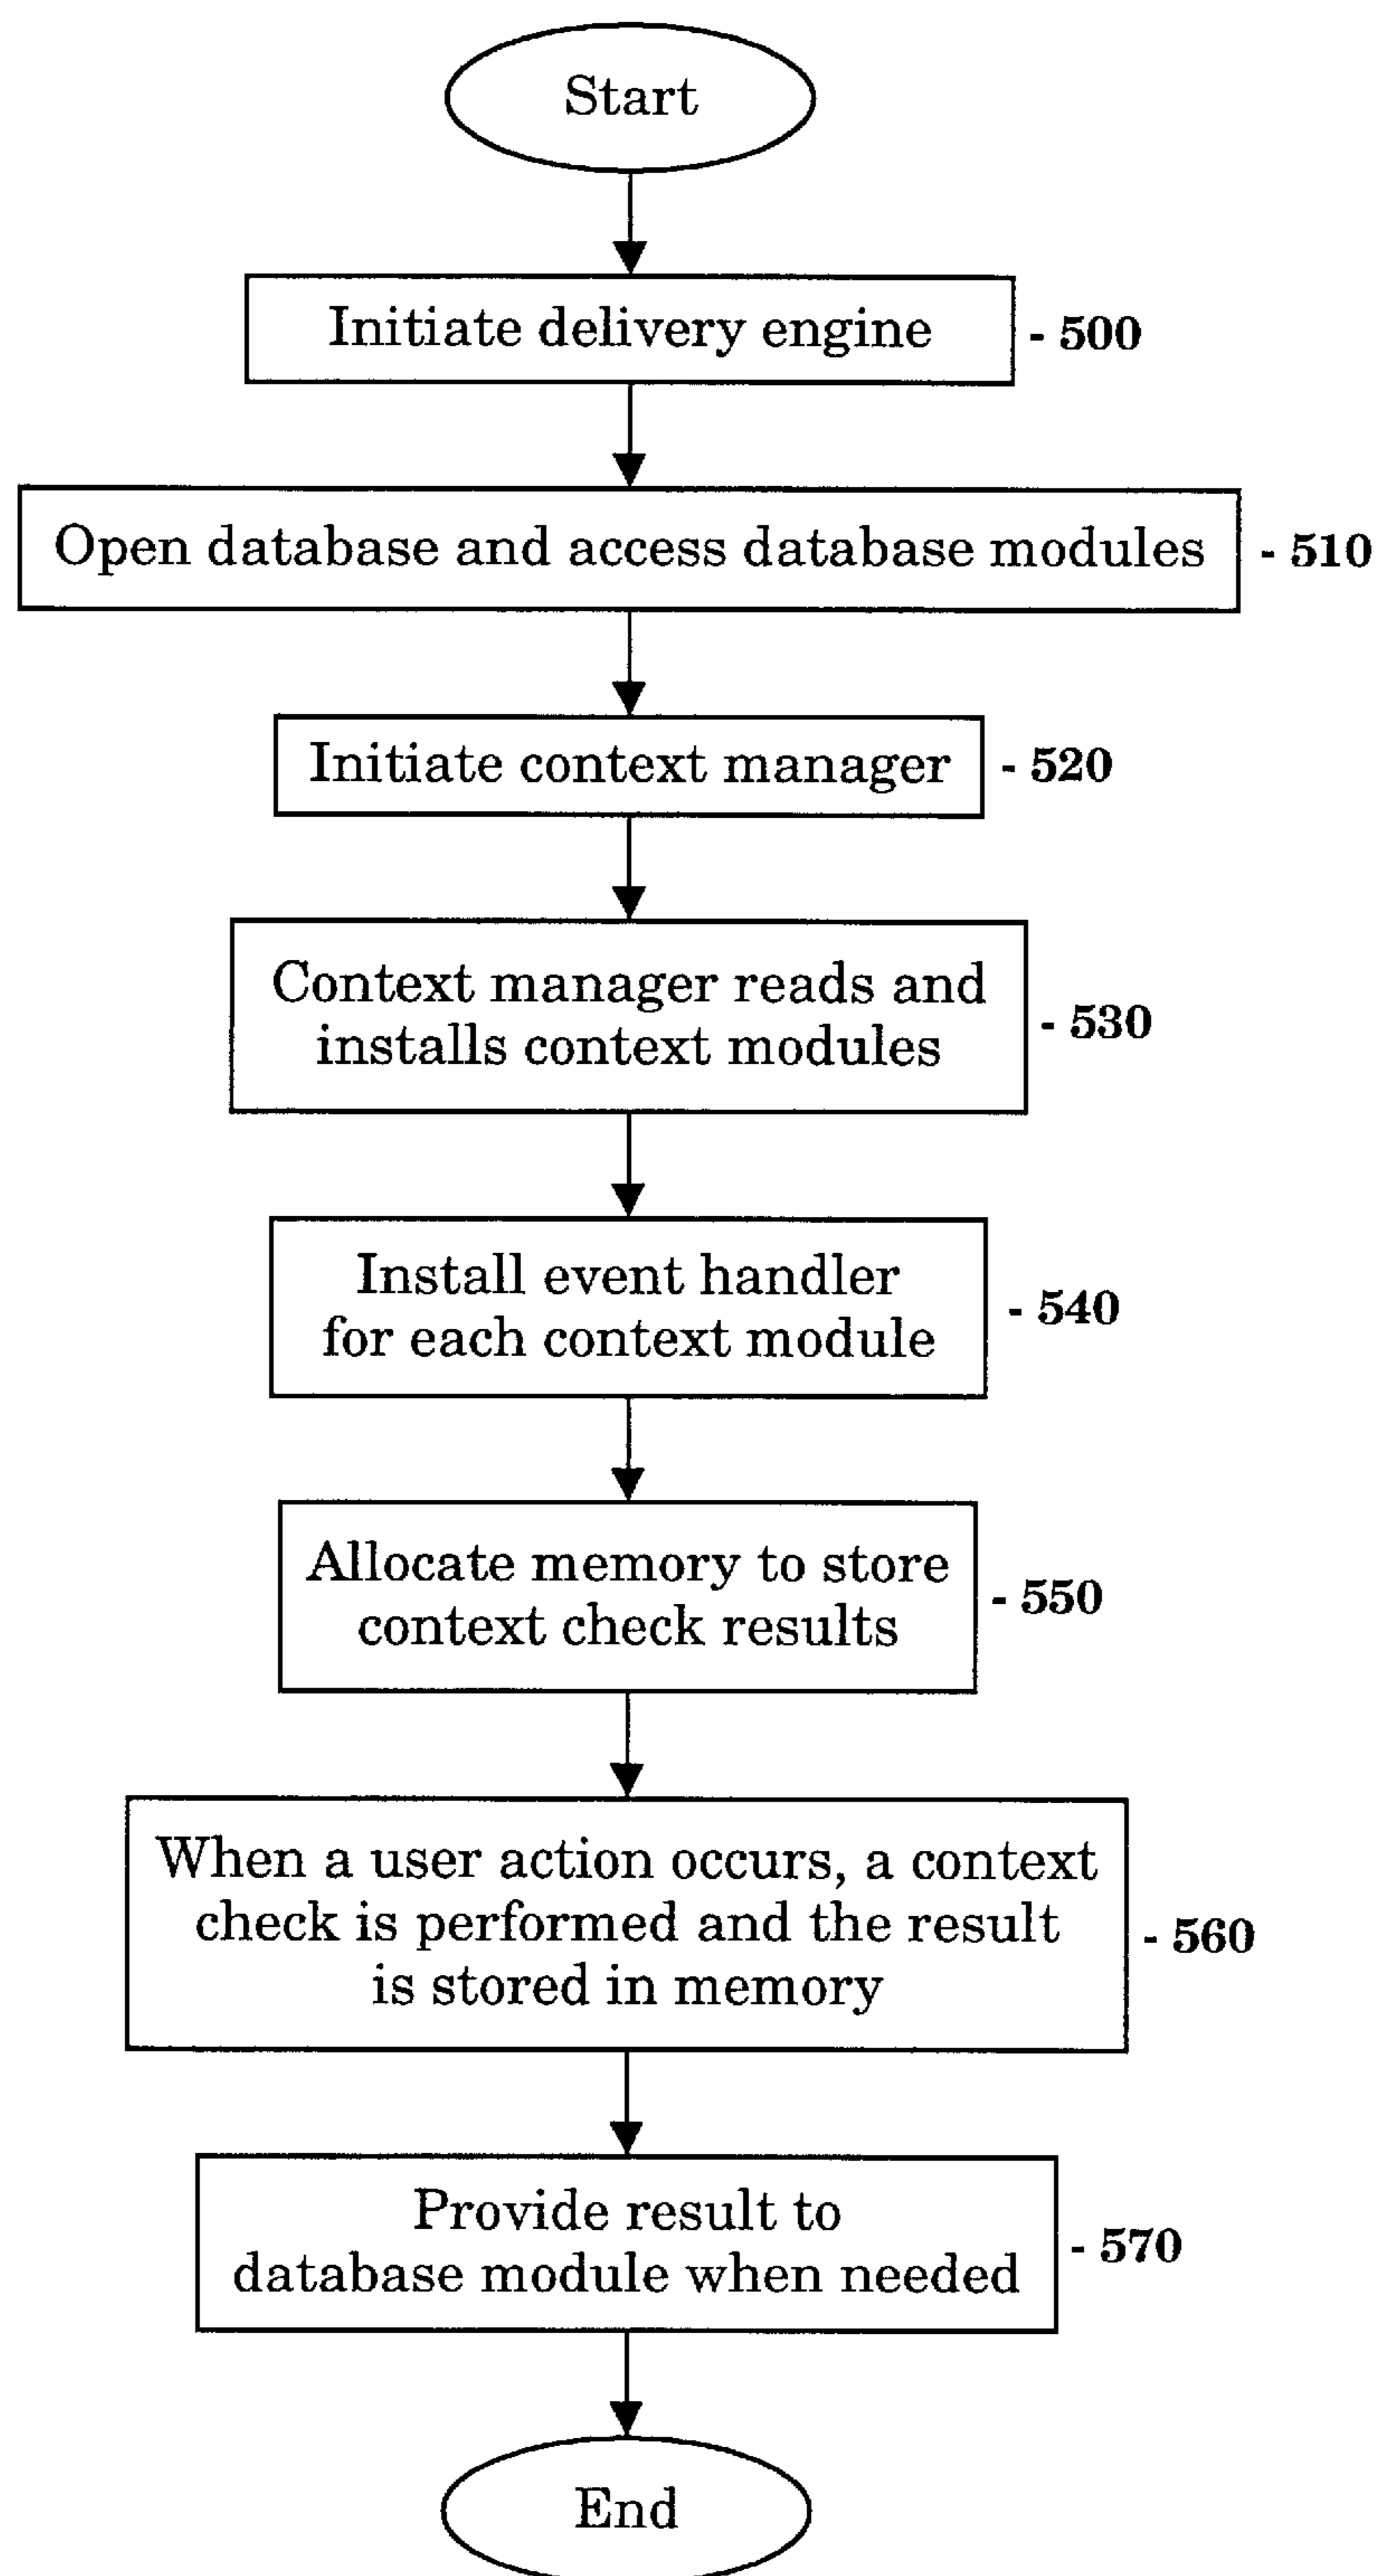 Start
Initiate delivery engine - 500
Open database and access database modules - 510
Initiate context manager - 520
Context manager reads and
installs context modules - 530
Install event handler
for each context module - 540
Allocate memory to store
context check results - 550
When a user action occurs, a context
check is performed and the result
is stored in memory - 560
Provide result to
database module when needed - 570
End